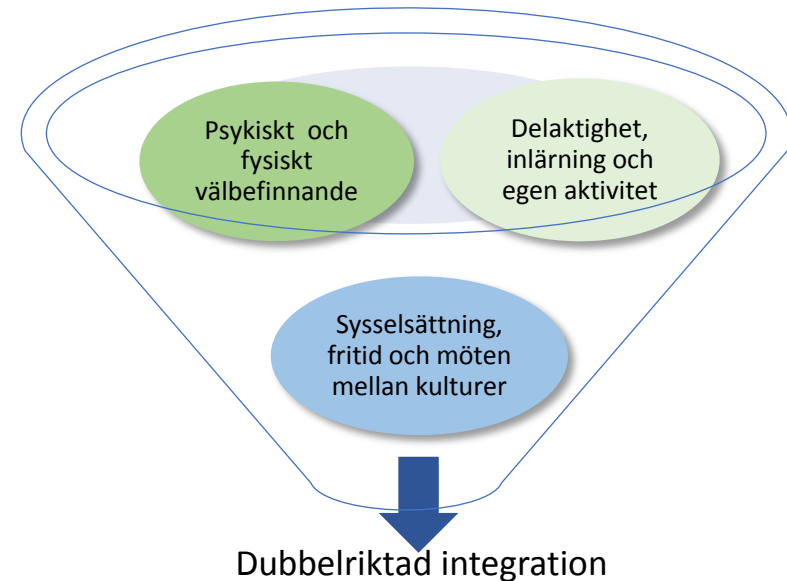 Psykiskt och
fysiskt
välbefinnande
Delaktighet,
inlärning och
egen aktivitet
Sysselsättning,
fritid och möten
mellan kulturer
Dubbelriktad integration